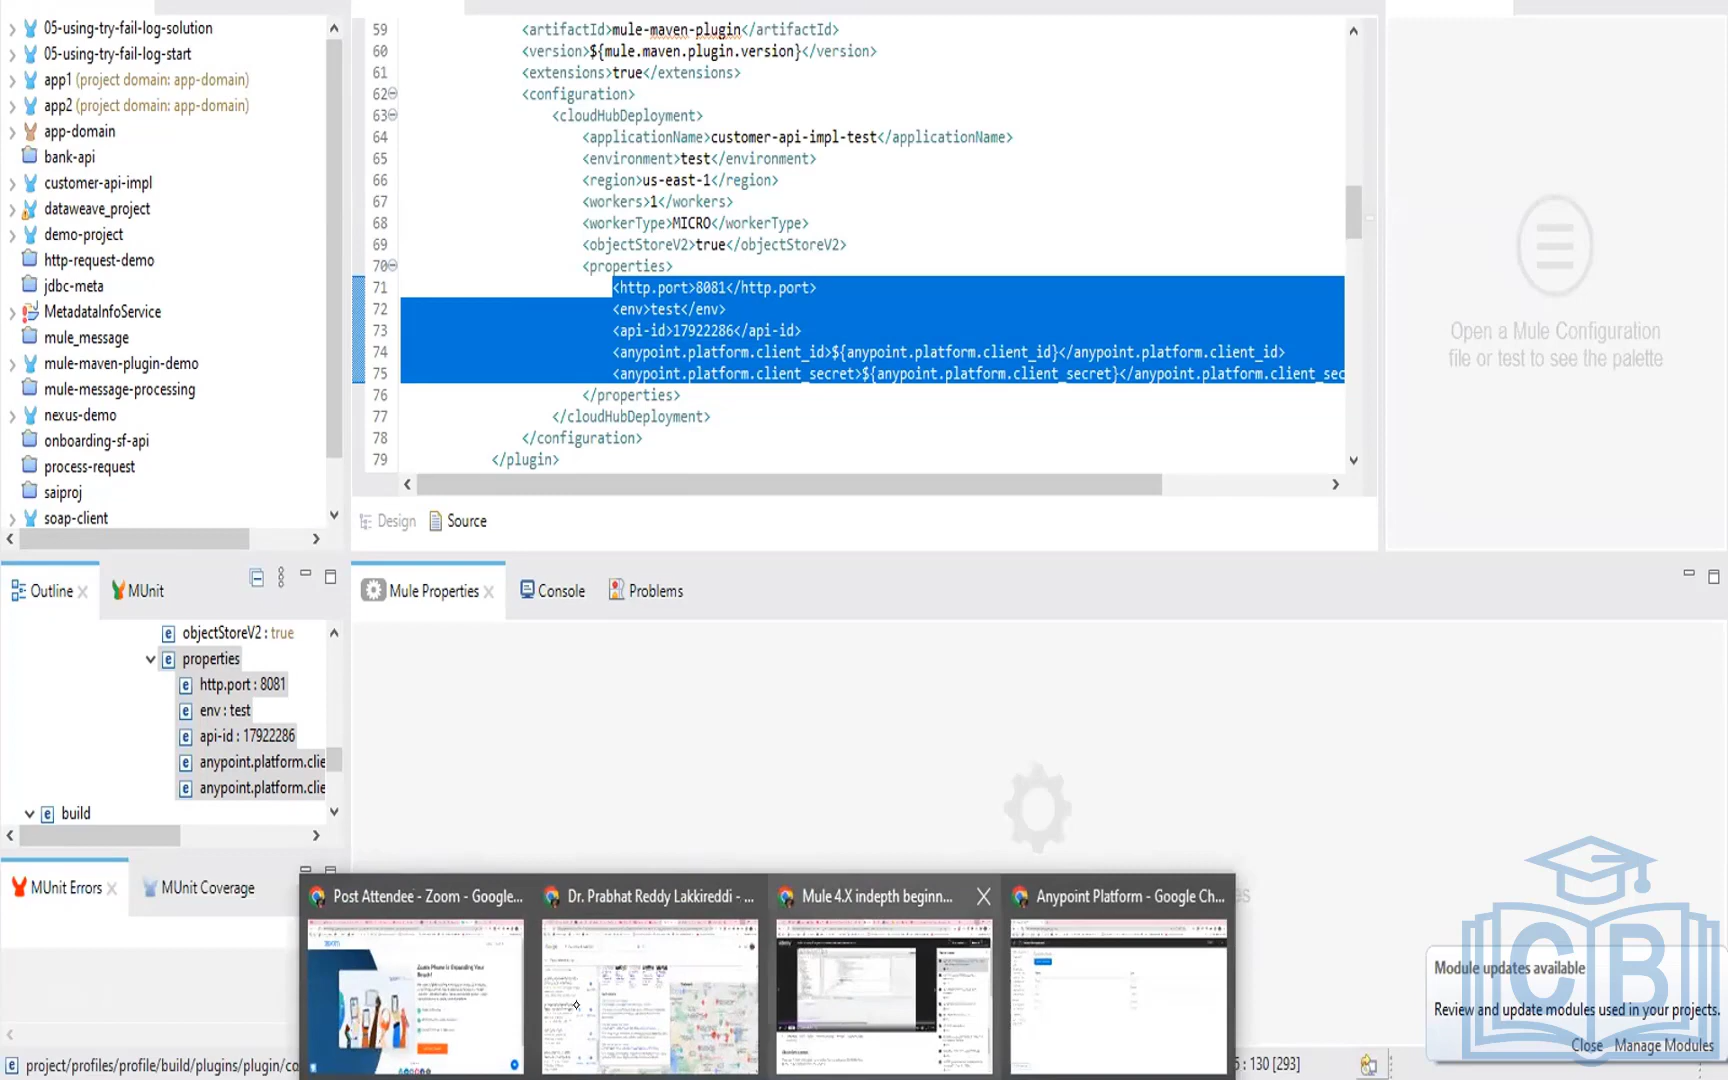 05-using-try-fail-log-solution
05-using-try-fail-log-start
app1 (project domain: app-domain)
app2 (project domain: app-domain)
app-domain
bank-api
customer-api-impl
dataweave_project
demo-project
http-request-demo
jdbc-meta
MetadataInfoService
mule_message
mule-maven-plugin-demo
mule-message-processing
nexus-demo
onboarding-sf-api
process-request
saiproj
soap-client
59 <artifactId>mule-maven-plugin</artifactId>
60 <version>${mule.maven.plugin.version}</version>
61 <extensions>true</extensions>
62 <configuration>
63 <cloudHubDeployment>
64 <applicationName>customer-api-impl-test</applicationName>
65 <environment>test</environment>
66 <region>us-east-1</region>
67 <workers>1</workers>
68 <workerType>MICRO</workerType>
69 <objectStoreV2>true</objectStoreV2>
70 <properties>
71 <http.port>8081</http.port>
72 <env>test</env>
73 <api-id>17922286</api-id>
74 <anypoint.platform.client_id>${anypoint.platform.client_id}</anypoint.platform.client_id>
75 <anypoint.platform.client_secret>${anypoint.platform.client_secret}</anypoint.platform.client_sec
76 </properties>
77 </cloudHubDeployment>
78 </configuration>
79 </plugin>
Design Source
Open a Mule Configuration
file or test to see the palette
Outline MUnit
objectStoreV2 : true
properties
http.port : 8081
env : test
api-id : 17922286
anypoint.platform.clie
anypoint.platform.clie
build
Mule Properties Console Problems
MUnit Errors MUnit Coverage
Post Attendee - Zoom - Google...
Dr. Prabhat Reddy Lakkireddi - ...
Mule 4.X indepth beginn...
Anypoint Platform - Google Ch...
Module updates available
Review and update modules used in your projects.
Close Manage Modules
CB
project/profiles/profile/build/plugins/plugin/co
5 : 130 [293]